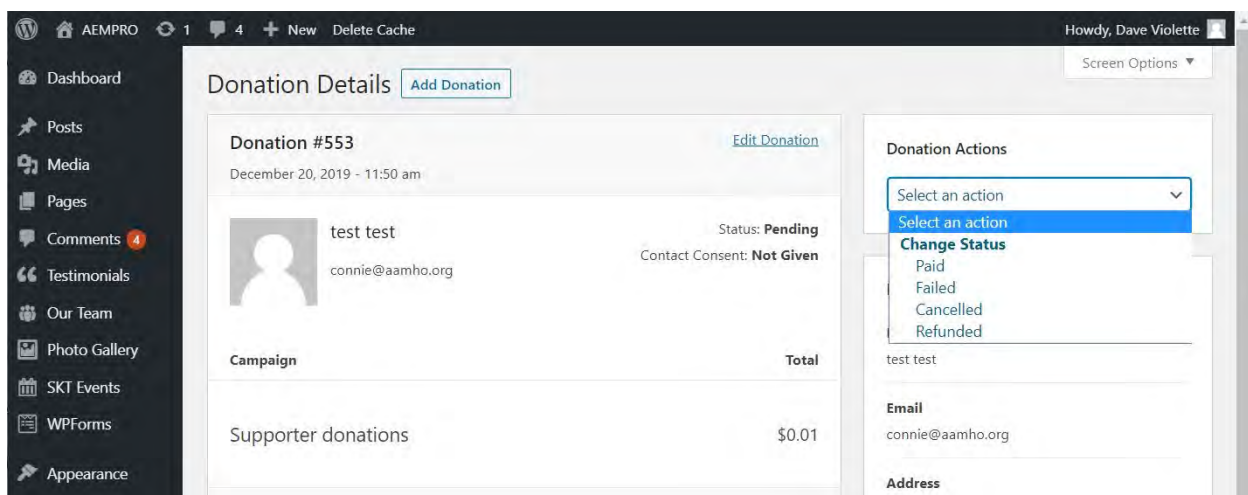 AEMPRO 1 4 New Delete Cache
Howdy, Dave Violette
Dashboard
Posts
Media
Pages
Comments 4
Testimonials
Our Team
Photo Gallery
SKT Events
WPForms
Appearance
Screen Options
Donation Details Add Donation
Donation #553 Edit Donation
December 20, 2019 - 11:50 am
test test
connie@aamho.org
Status: Pending
Contact Consent: Not Given
Campaign Total
Supporter donations $0.01
Donation Actions
Select an action
Select an action
Change Status
Paid
Failed
Cancelled
Refunded
test test
Email
connie@aamho.org
Address